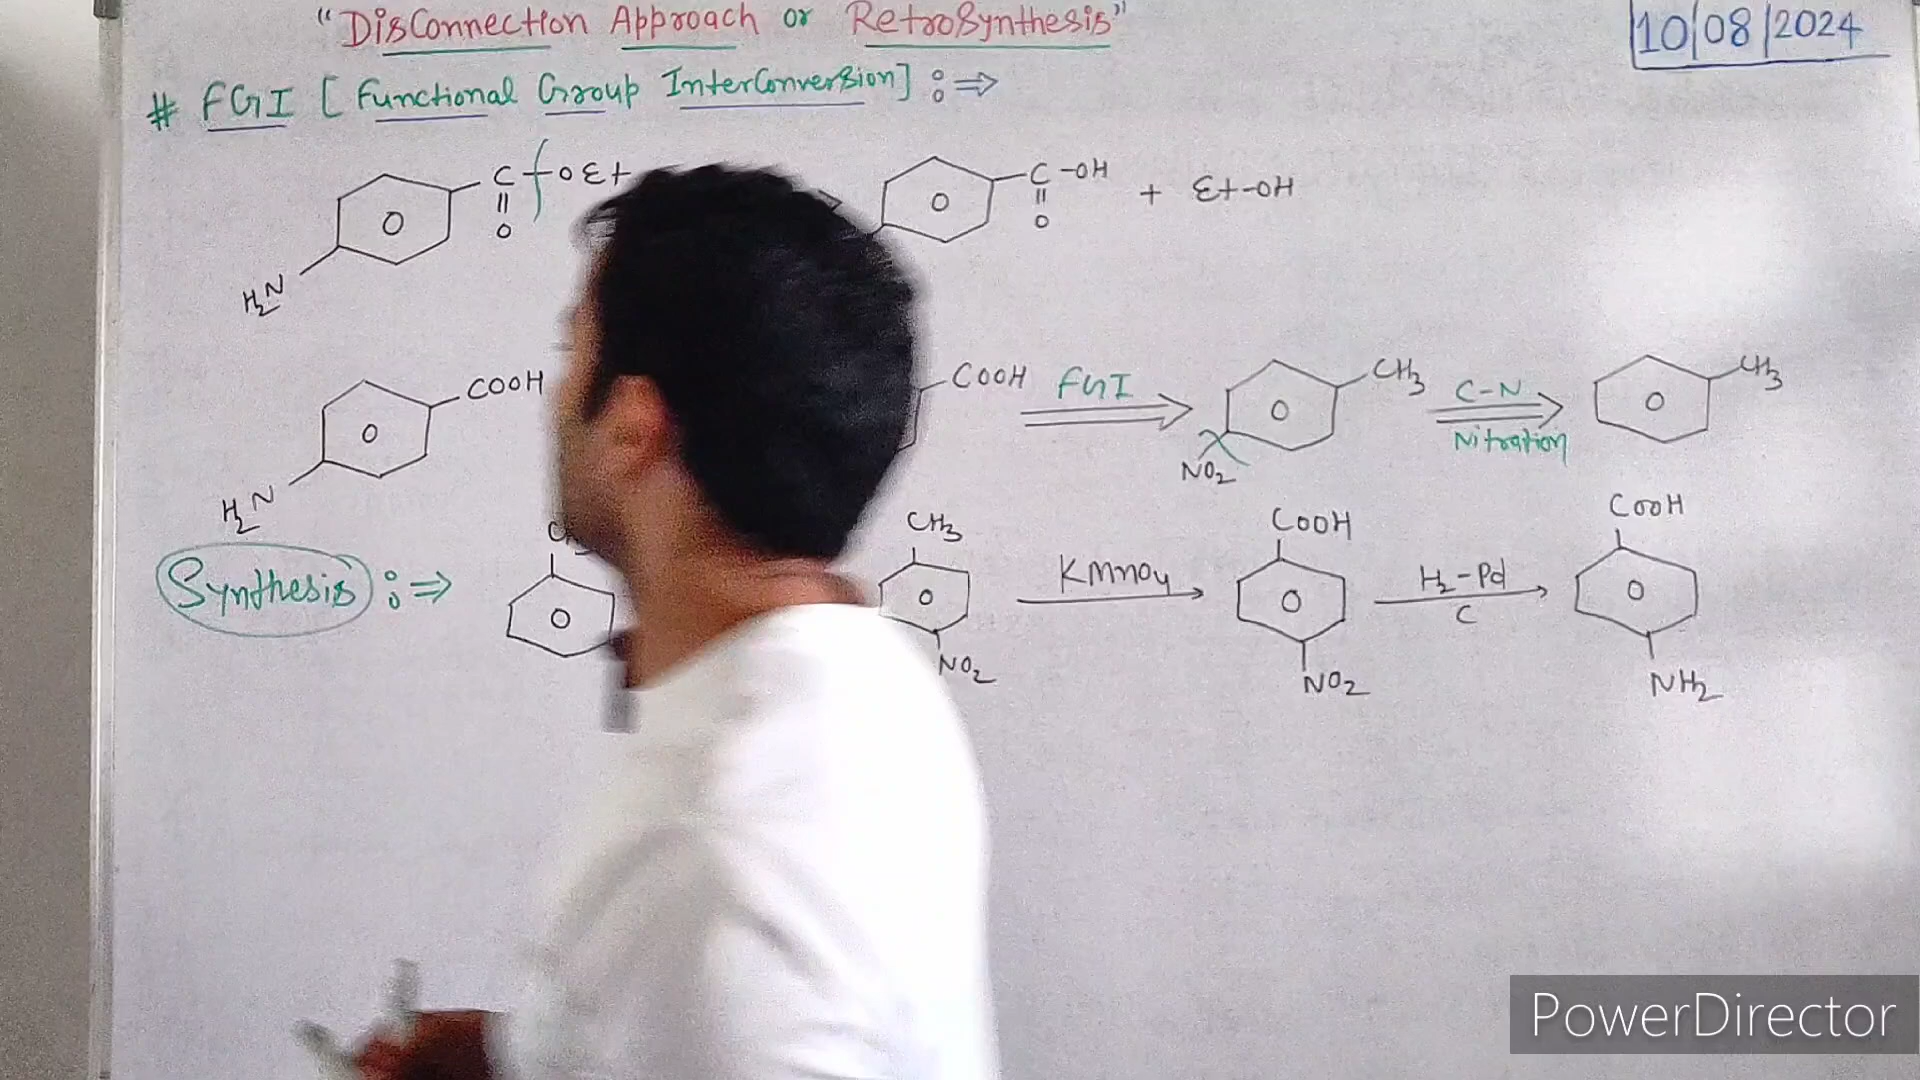 "Disconnection Approach or Retrosynthesis"
10/08/2024
# FGI [Functional Group InterConversion] :⇒
C-OEt
O
H2N
C-OH + Et-OH
O
COOH
H2N
COOH FGI CH3 C-N CH3
NO2 Nitration
Synthesis :⇒
CH3 KMnO4 COOH H2-Pd COOH
C
NO2 NO2 NH2
PowerDirector